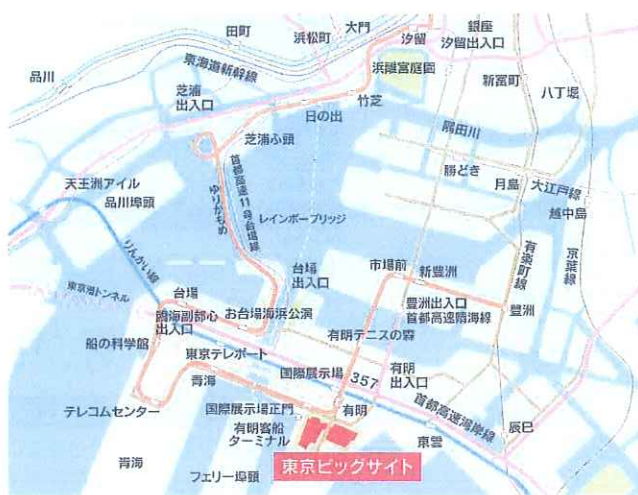 大門
銀座
汐留
田町
浜松町
汐留出入口
東海道新幹線
浜離宮庭園
新富町
品川
芝浦
出入口
竹芝
八丁堀
日の出
隅田川
芝浦ふ頭
勝どき
天王洲アイル
品川埠頭
首都高速11号台場線
ゆりかもめ
月島
大江戸線
越中島
レインボーブリッジ
りんかい線
有楽町線
京葉線
台場
出入口
市場前
新豊洲
東京港トンネル
台場
豊洲出入口
首都高速晴海線
豊洲
臨海副都心
出入口
お台場海浜公園
有明テニスの森
船の科学館
東京テレポート
有明
出入口
青海
国際展示場
357
首都高速湾岸線
テレコムセンター
国際展示場正門
有明
有明客船
ターミナル
東雲
辰巳
青海
フェリー埠頭
東京ビッグサイト